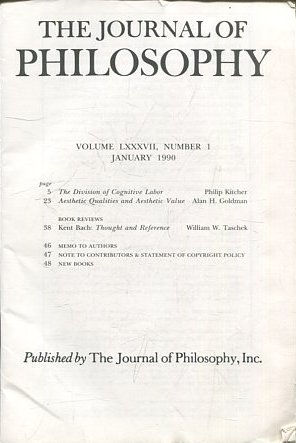 THE JOURNAL OF
PHILOSOPHY
VOLUME LXXXVII, NUMBER 1
JANUARY 1990
page
5 The Division of Cognitive Labor Philip Kitcher
23 Aesthetic Qualities and Aesthetic Value Alan H. Goldman
BOOK REVIEWS
38 Kent Bach: Thought and Reference William W. Taschek
46 MEMO TO AUTHORS
47 NOTE TO CONTRIBUTORS & STATEMENT OF COPYRIGHT POLICY
48 NEW BOOKS
Published by The Journal of Philosophy, Inc.